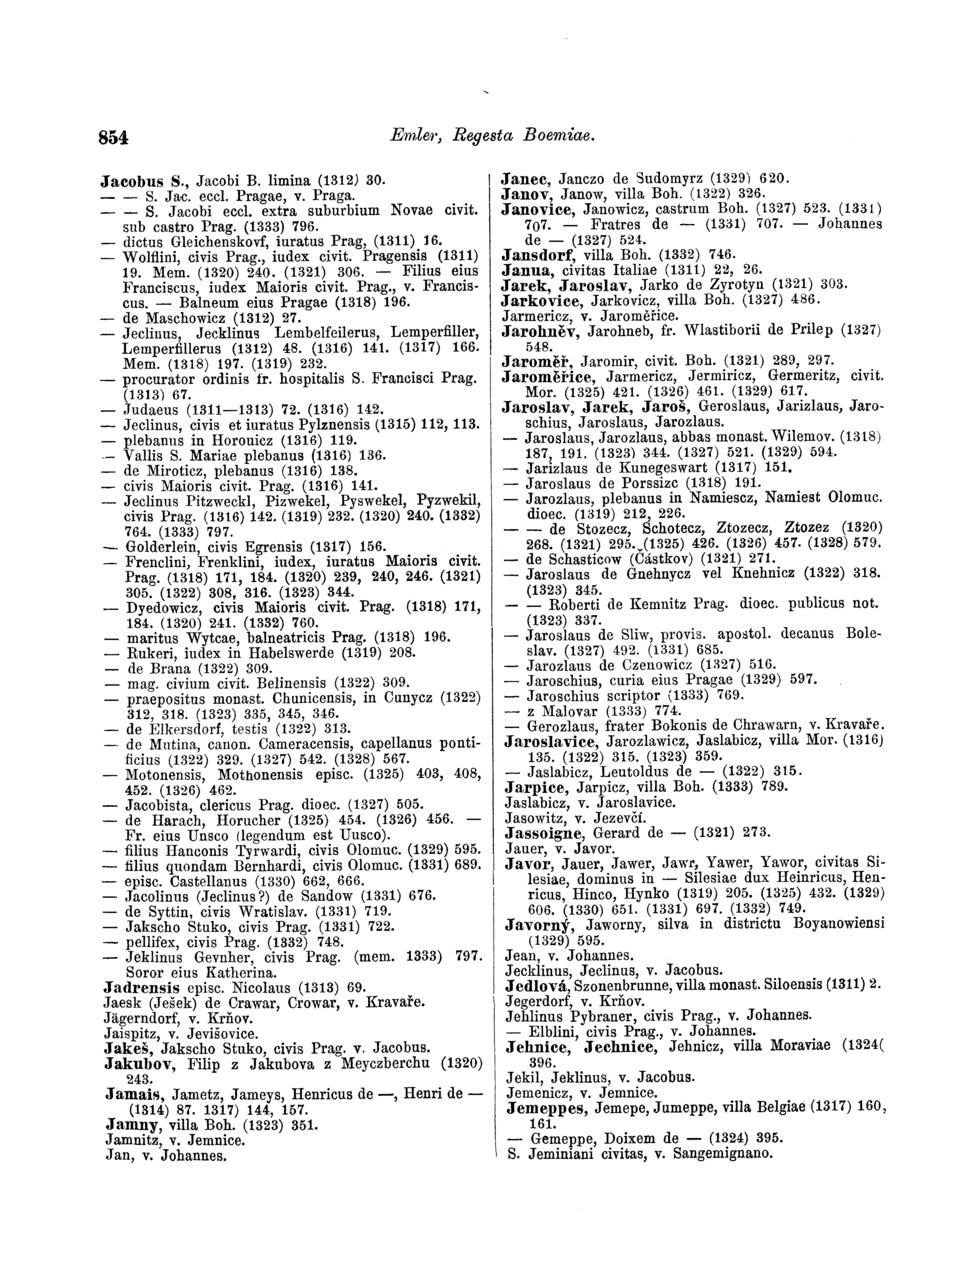 854
Emler, Regesta Boemiae.
Jacobus S., Jacobi B. limina (1312) 30.
— — S. Jac. eccl. Pragae, v. Praga.
— — S. Jacobi eccl. extra suburbium Novae civit.
sub castro Prag. (1333) 796.
— dictus Gleichenskovf, iuratus Prag, (1311) 16.
— Wolflini, civis Prag., iudex civit. Pragensis (1311)
19. Mem. (1320) 240. (1321) 306. — Filius eius
Franciscus, iudex Maioris civit. Prag., v. Francis-
cus. — Balneum eius Pragae (1318) 196.
— de Maschowicz (1312) 27.
— Jeclinus, Jecklinus Lembelfeilerus, Lemperfiller,
Lemperfillerus (1312) 48. (1316) 141. (1317) 166.
Mem. (1318) 197. (1319) 232.
— procurator ordinis fr. hospitalis S. Francisci Prag.
(1313) 67.
— Judaeus (1311—1313) 72. (1316) 142.
— Jeclinus, civis et iuratus Pylznensis (1315) 112, 113.
— plebanus in Horouicz (1316) 119.
— Vallis S. Mariae plebanus (1316) 136.
— de Miroticz, plebanus (1316) 138.
— civis Maioris civit. Prag. (1316) 141.
— Jeclinus Pitzweckl, Pizwekel, Pyswekel, Pyzwekil,
civis Prag. (1316) 142. (1319) 232. (1320) 240. (1332)
764. (1333) 797.
— Golderlein, civis Egrensis (1317) 156.
— Frenclini, Frenklini, iudex, iuratus Maioris civit.
Prag. (1318) 171, 184. (1320) 239, 240, 246. (1321)
305. (1322) 308, 316. (1323) 344.
— Dyedowicz, civis Maioris civit. Prag. (1318) 171,
184. (1320) 241. (1332) 760.
— maritus Wytcae, balneatricis Prag. (1318) 196.
— Rukeri, iudex in Habelswerde (1319) 208.
— de Brana (1322) 309.
— mag. civium civit. Belinensis (1322) 309.
— praepositus monast. Chunicensis, in Cunycz (1322)
312, 318. (1323) 335, 345, 346.
— de Elkersdorf, testis (1322) 313.
— de Mutina, canon. Cameracensis, capellanus ponti-
ficius (1322) 329. (1327) 542. (1328) 567.
— Motonensis, Mothonensis episc. (1325) 403, 408,
452. (1326) 462.
— Jacobista, clericus Prag. dioec. (1327) 505.
— de Harach, Horucher (1325) 454. (1326) 456. —
Fr. eius Unsco (legendum est Uusco).
— filius Hanconis Tyrwardi, civis Olomuc. (1329) 595.
— filius quondam Bernhardi, civis Olomuc. (1331) 689.
— episc. Castellanus (1330) 662, 666.
— Jacolinus (Jeclinus?) de Sandow (1331) 676.
— de Syttin, civis Wratislav. (1331) 719.
— Jakscho Stuko, civis Prag. (1331) 722.
— pellifex, civis Prag. (1332) 748.
— Jeklinus Gevnher, civis Prag. (mem. 1333) 797.
Soror eius Katherina.
Jadrensis episc. Nicolaus (1313) 69.
Jaesk (Ješek) de Crawar, Crowar, v. Kravaře.
Jägerndorf, v. Krňov.
Jaispitz, v. Jevišovice.
Jakeš, Jakscho Stuko, civis Prag. v. Jacobus.
Jakubov, Filip z Jakubova z Meyczberchu (1320)
243.
Jamais, Jametz, Jameys, Henricus de —, Henri de —
(1314) 87. 1317) 144, 157.
Jamny, villa Boh. (1323) 351.
Jamnitz, v. Jemnice.
Jan, v. Johannes.
Janec, Janczo de Sudomyrz (1329) 620.
Janov, Janow, villa Boh. (1322) 326.
Janovice, Janowicz, castrum Boh. (1327) 523. (1331)
707. — Fratres de — (1331) 707. — Johannes
de — (1327) 524.
Jansdorf, villa Boh. (1332) 746.
Janua, civitas Italiae (1311) 22, 26.
Jarek, Jaroslav, Jarko de Zyrotyn (1321) 303.
Jarkovice, Jarkovicz, villa Boh. (1327) 486.
Jarmericz, v. Jaroměřice.
Jarohněv, Jarohneb, fr. Wlastiborii de Prilep (1327)
548.
Jaroměř, Jaromir, civit. Boh. (1321) 289, 297.
Jaroměřice, Jarmericz, Jermiricz, Germeritz, civit.
Mor. (1325) 421. (1326) 461. (1329) 617.
Jaroslav, Jarek, Jaroš, Geroslaus, Jarizlaus, Jaro-
schius, Jaroslaus, Jarozlaus.
— Jaroslaus, Jarozlaus, abbas monast. Wilemov. (1318)
187, 191. (1323) 344. (1327) 521. (1329) 594.
— Jarizlaus de Kunegeswart (1317) 151.
— Jaroslaus de Porssizc (1318) 191.
— Jarozlaus, plebanus in Namiescz, Namiest Olomuc.
dioec. (1319) 212, 226.
— — de Stozecz, Schotecz, Ztozecz, Ztozez (1320)
268. (1321) 295. (1325) 426. (1326) 457. (1328) 579.
— de Schasticow (Částkov) (1321) 271.
— Jaroslaus de Gnehnycz vel Knehnicz (1322) 318.
(1323) 345.
— — Roberti de Kemnitz Prag. dioec. publicus not.
(1323) 337.
— Jaroslaus de Sliw, provis. apostol. decanus Bole-
slav. (1327) 492. (1331) 685.
— Jarozlaus de Czenowicz (1327) 516.
— Jaroschius, curia eius Pragae (1329) 597.
— Jaroschius scriptor (1333) 769.
— z Malovar (1333) 774.
— Gerozlaus, frater Bokonis de Chrawarn, v. Kravaře.
Jaroslavice, Jarozlawicz, Jaslabicz, villa Mor. (1316)
135. (1322) 315. (1323) 359.
— Jaslabicz, Leutoldus de — (1322) 315.
Jarpice, Jarpicz, villa Boh. (1333) 789.
Jaslabicz, v. Jaroslavice.
Jasowitz, v. Jezevčí.
Jassoigne, Gerard de — (1321) 273.
Jauer, v. Javor.
Javor, Jauer, Jawer, Jawr, Yawer, Yawor, civitas Si-
lesiae, dominus in — Silesiae dux Heinricus, Hen-
ricus, Hinco, Hynko (1319) 205. (1325) 432. (1329)
606. (1330) 651. (1331) 697. (1332) 749.
Javorný, Jaworny, silva in districtu Boyanowiensi
(1329) 595.
Jean, v. Johannes.
Jecklinus, Jeclinus, v. Jacobus.
Jedlová, Szonenbrunne, villa monast. Siloensis (1311) 2.
Jegerdorf, v. Krňov.
Jehlinus Pybraner, civis Prag., v. Johannes.
— Elblini, civis Prag., v. Johannes.
Jehnice, Jechnice, Jehnicz, villa Moraviae (1324(
396.
Jekil, Jeklinus, v. Jacobus.
Jemenicz, v. Jemnice.
Jemeppes, Jemepe, Jumeppe, villa Belgiae (1317) 160,
161.
— Gemeppe, Doixem de — (1324) 395.
S. Jeminiani civitas, v. Sangemignano.